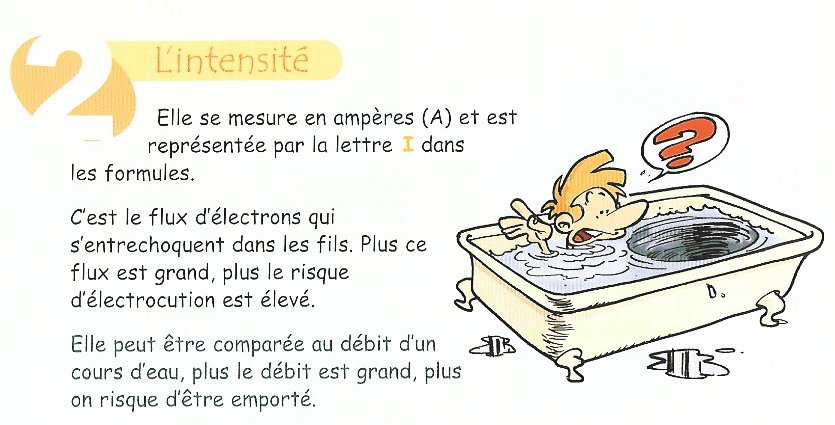 2
L'intensité
Elle se mesure en ampères (A) et est
représentée par la lettre I dans
les formules.
C'est le flux d'électrons qui
s'entrechoquent dans les fils. Plus ce
flux est grand, plus le risque
d'électrocution est élevé.
Elle peut être comparée au débit d'un
cours d'eau, plus le débit est grand, plus
on risque d'être emporté.
?
D.